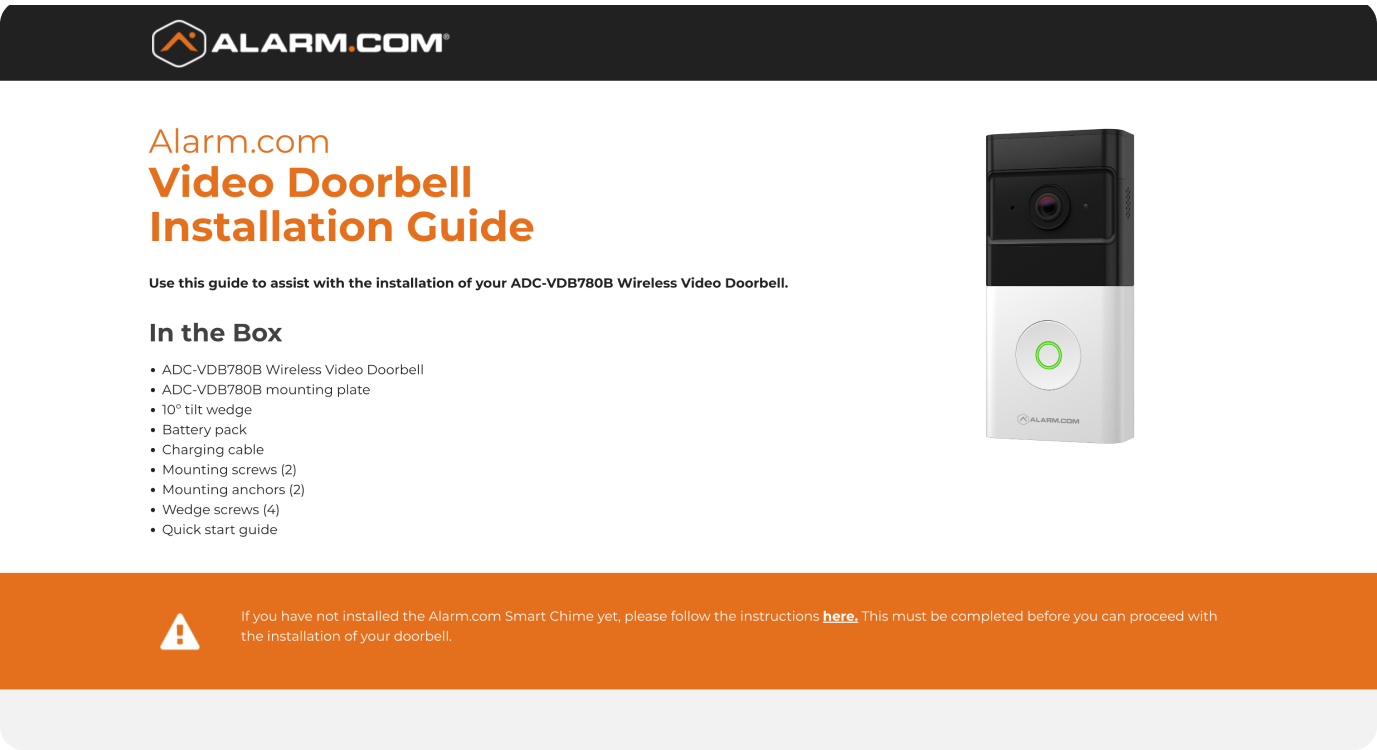 ALARM.COM®
Alarm.com
Video Doorbell
Installation Guide
Use this guide to assist with the installation of your ADC-VDB780B Wireless Video Doorbell.
In the Box
• ADC-VDB780B Wireless Video Doorbell
• ADC-VDB780B mounting plate
• 10° tilt wedge
• Battery pack
• Charging cable
• Mounting screws (2)
• Mounting anchors (2)
• Wedge screws (4)
• Quick start guide
ALARM.COM
If you have not installed the Alarm.com Smart Chime yet, please follow the instructions here. This must be completed before you can proceed with
the installation of your doorbell.